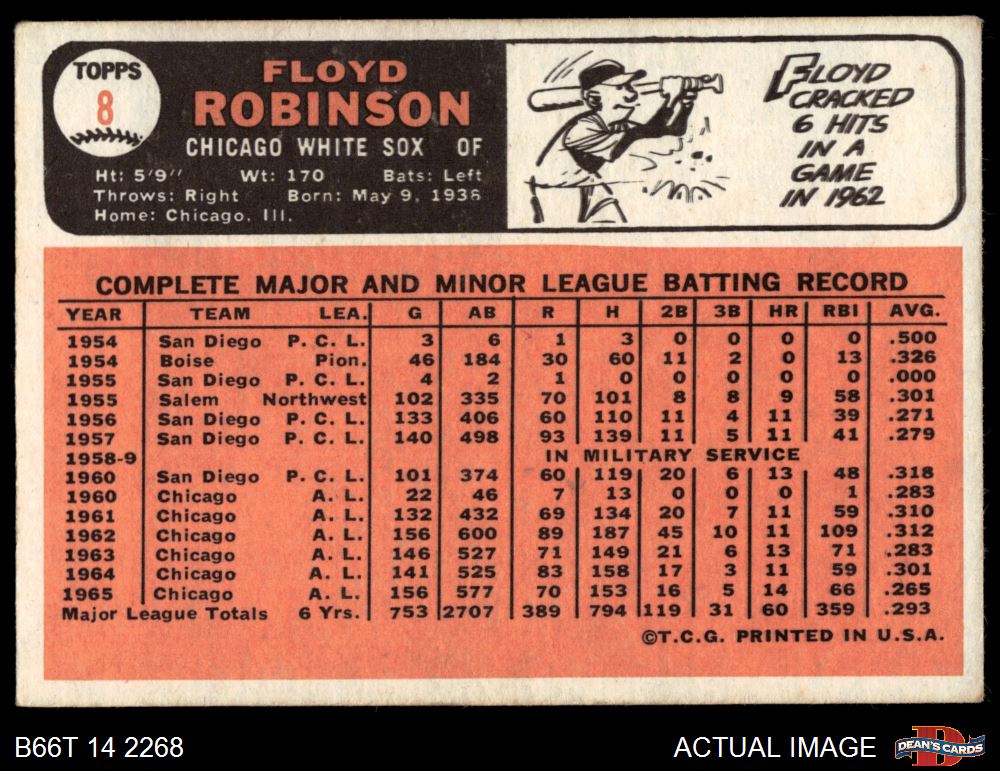 TOPPS
8
FLOYD
ROBINSON
CHICAGO WHITE SOX OF
Ht: 5'9" Wt: 170 Bats: Left
Throws: Right Born: May 9, 1936
Home: Chicago, Ill.
FLOYD
CRACKED
6 HITS
IN A
GAME
IN 1962
COMPLETE MAJOR AND MINOR LEAGUE BATTING RECORD
YEAR TEAM LEA. G AB R H 2B 3B HR RBI AVG.
1954 San Diego P. C. L. 3 6 1 3 0 0 0 0 .500
1954 Boise Pion. 46 184 30 60 11 2 0 13 .326
1955 San Diego P. C. L. 4 2 1 0 0 0 0 0 .000
1955 Salem Northwest 102 335 70 101 8 8 9 58 .301
1956 San Diego P. C. L. 133 406 60 110 11 4 11 39 .271
1957 San Diego P. C. L. 140 498 93 139 11 5 11 41 .279
1958-9 IN MILITARY SERVICE
1960 San Diego P. C. L. 101 374 60 119 20 6 13 48 .318
1960 Chicago A. L. 22 46 7 13 0 0 0 1 .283
1961 Chicago A. L. 132 432 69 134 20 7 11 59 .310
1962 Chicago A. L. 156 600 89 187 45 10 11 109 .312
1963 Chicago A. L. 146 527 71 149 21 6 13 71 .283
1964 Chicago A. L. 141 525 83 158 17 3 11 59 .301
1965 Chicago A. L. 156 577 70 153 16 5 14 66 .265
Major League Totals 6 Yrs. 753 2707 389 794 119 31 60 359 .293
©T.C.G. PRINTED IN U.S.A.
B66T 14 2268
ACTUAL IMAGE
DEAN'S CARDS